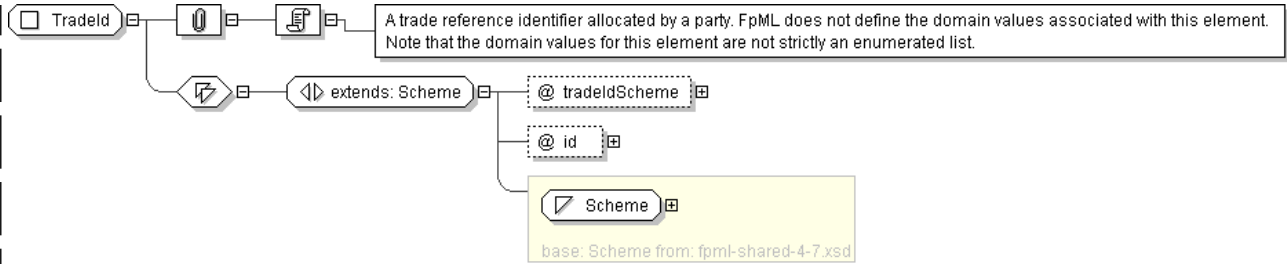 TradeId
A trade reference identifier allocated by a party. FpML does not define the domain values associated with this element.
Note that the domain values for this element are not strictly an enumerated list.
extends: Scheme
@ tradeIdScheme
@ id
Scheme
base: Scheme from: fpml-shared-4-7.xsd